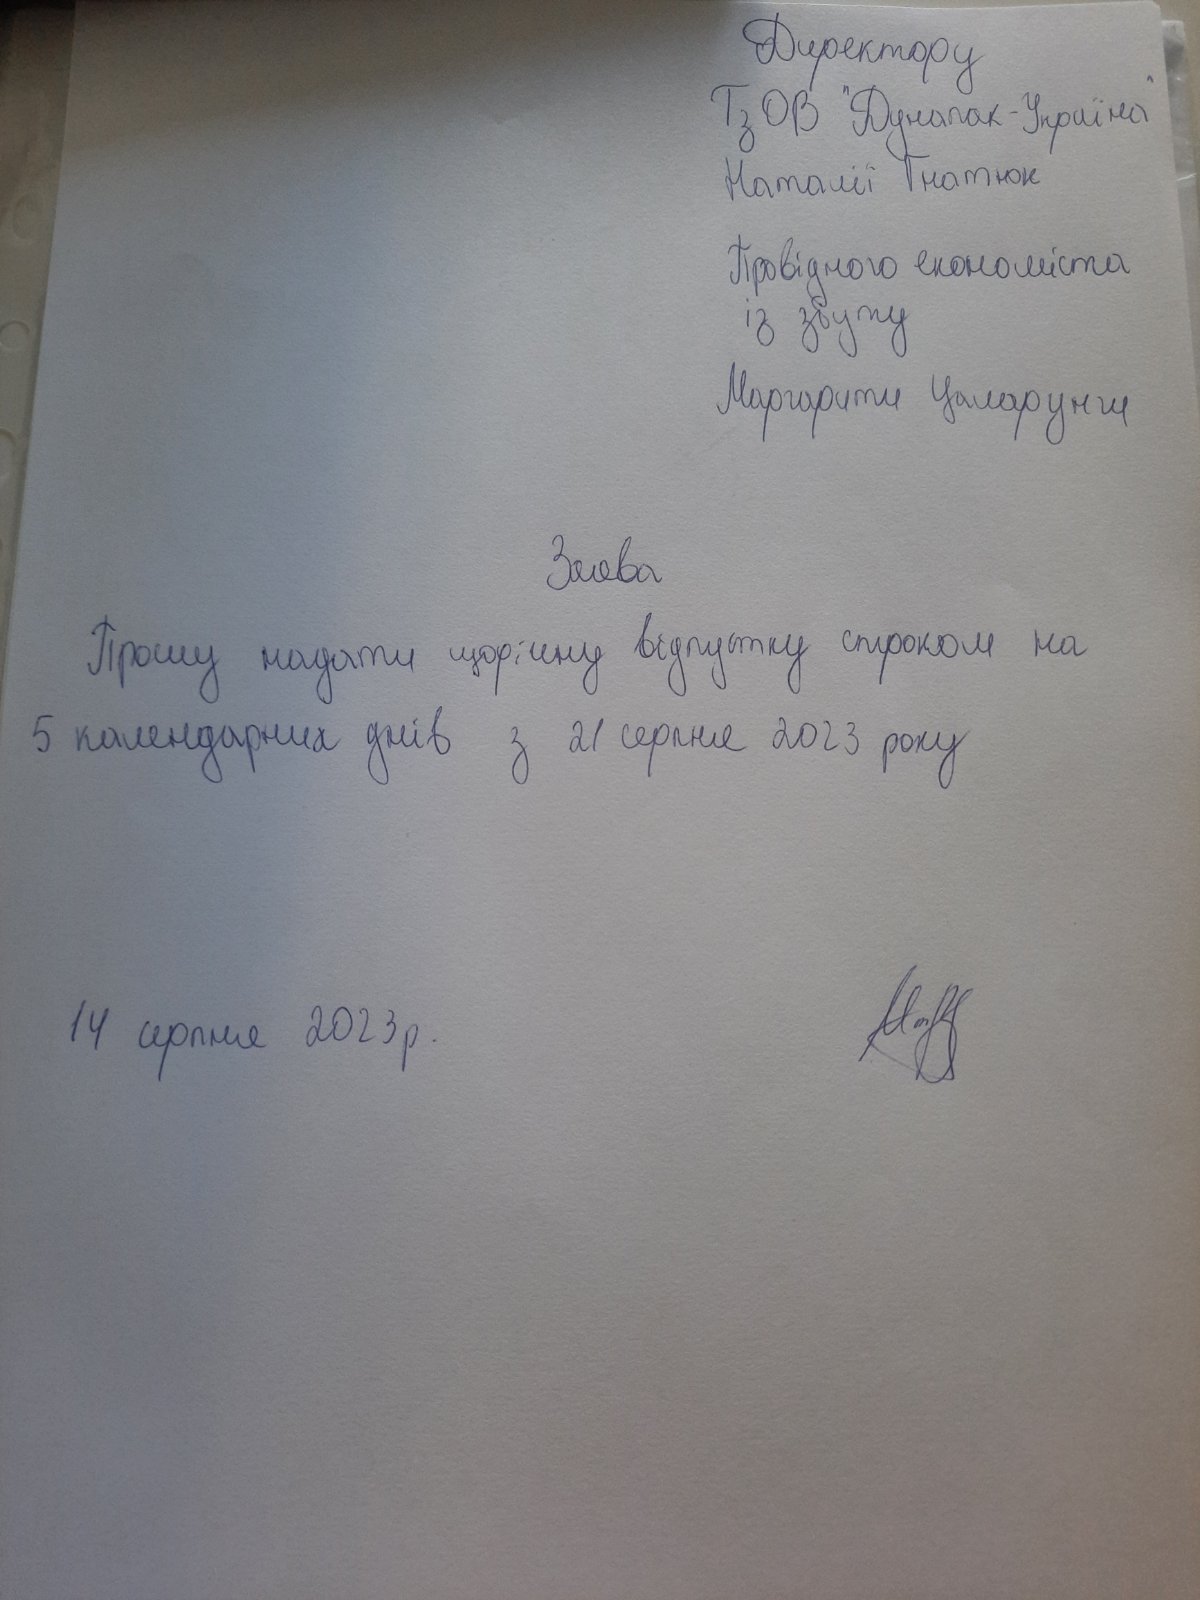 Директору
ТзОВ "Дунапак-Україна"
Наталії Гнатюк
Провідного економіста
із збуту
Маргарити Цаларунги
Заява
Прошу надати щорічну відпустку строком на
5 календарних днів з 21 серпня 2023 року
14 серпня 2023р.